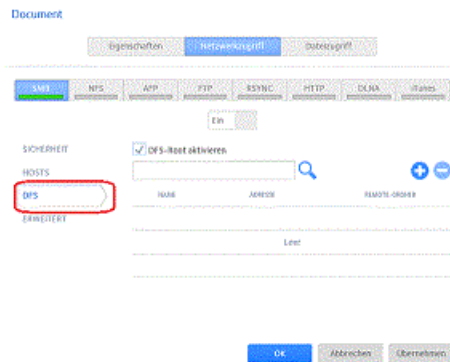 Document
Eigenschaften Netzwerkzugriff Dateizugriff
SMB NFS AFP FTP RSYNC HTTP DLNA iTunes
Ein
SICHERHEIT
DFS-Root aktivieren
HOSTS
DFS
NAME ADRESSE REMOTE-ORDNER
ERWEITERT
Leer
OK Abbrechen Übernehmen